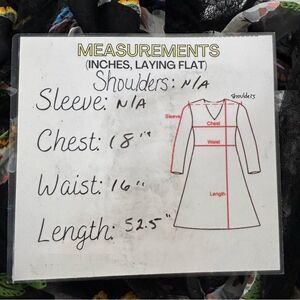 MEASUREMENTS
(INCHES, LAYING FLAT)
Shoulders: N/A
Sleeve: N/A
Chest: 18"
Waist: 16"
Length: 52.5"
Shoulders
Sleeve
Chest
Waist
Length